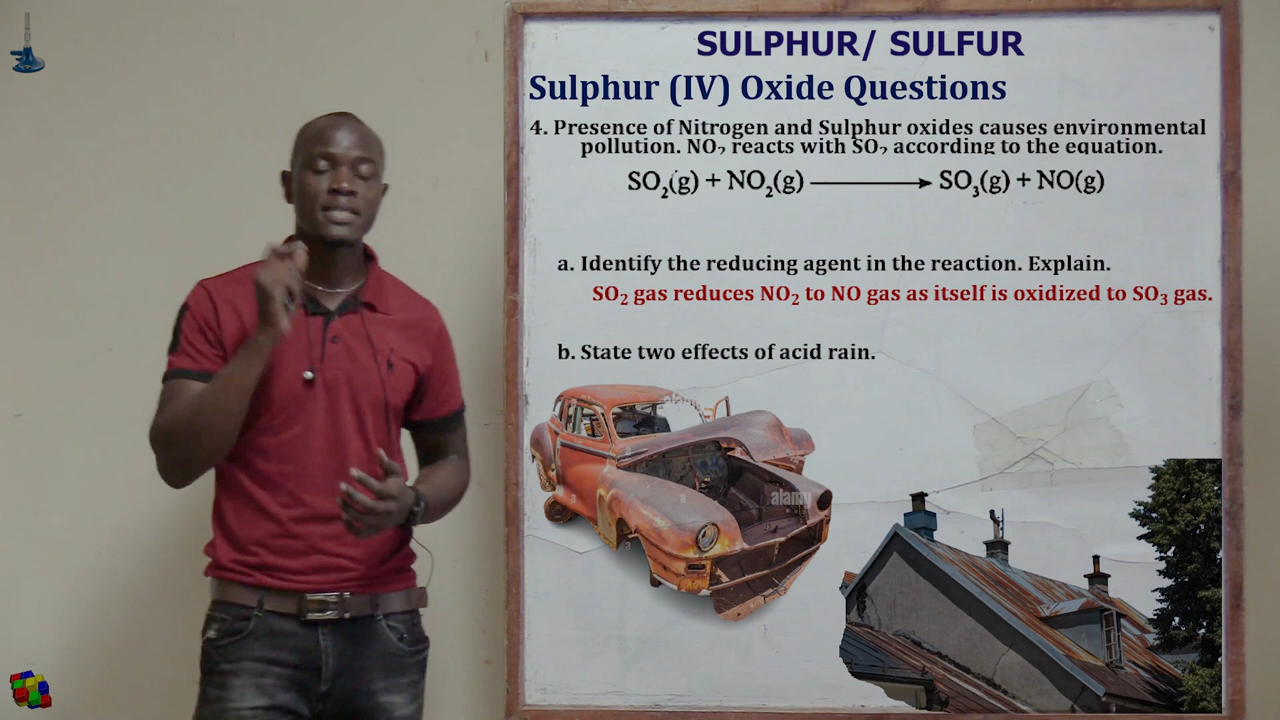 SULPHUR/ SULFUR
Sulphur (IV) Oxide Questions
4. Presence of Nitrogen and Sulphur oxides causes environmental
pollution. NO₂ reacts with SO₂ according to the equation.
SO₂(g) + NO₂(g) ⟶ SO₃(g) + NO(g)
a. Identify the reducing agent in the reaction. Explain.
SO₂ gas reduces NO₂ to NO gas as itself is oxidized to SO₃ gas.
b. State two effects of acid rain.
alamy
alamy
a
a
a